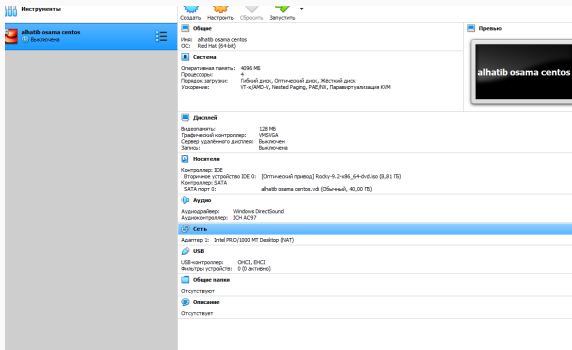 Инструменты
Создать Настроить Сбросить Запустить
alhatib osama centos
Выключена
Общие
Имя: alhatib osama centos
ОС: Red Hat (64-bit)
Превью
alhatib osama centos
Система
Оперативная память: 4096 МБ
Процессоры: 4
Порядок загрузки: Гибкий диск, Оптический диск, Жёсткий диск
Ускорение: VT-x/AMD-V, Nested Paging, PAE/NX, Паравиртуализация KVM
Дисплей
Видеопамять: 128 МБ
Графический контроллер: VMSVGA
Сервер удалённого дисплея: Выключен
Запись: Выключена
Носители
Контроллер: IDE
Вторичное устройство IDE 0: [Оптический привод] Rocky-9.2-x86_64-dvd.iso (8,81 ГБ)
Контроллер: SATA
SATA порт 0: alhatib osama centos.vdi (Обычный, 40,00 ГБ)
Аудио
Аудиодрайвер: Windows DirectSound
Аудиоконтроллер: ICH AC97
Сеть
Адаптер 1: Intel PRO/1000 MT Desktop (NAT)
USB
USB-контроллер: OHCI, EHCI
Фильтры устройств: 0 (0 активно)
Общие папки
Отсутствуют
Описание
Отсутствует